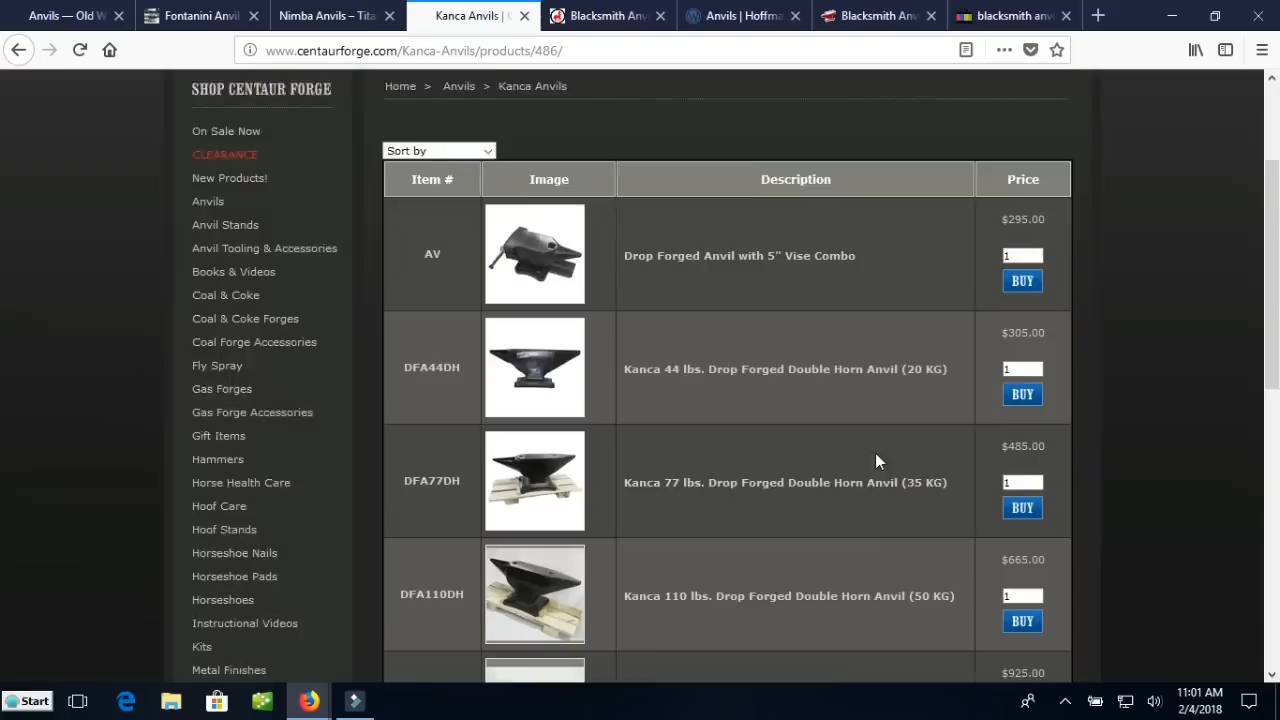 Anvils — Old W
Fontanini Anvil
Nimba Anvils – Tita
Kanca Anvils | C
Blacksmith Anv
Anvils | Hoffma
Blacksmith Anv
blacksmith anv
www.centaurforge.com/Kanca-Anvils/products/486/
SHOP CENTAUR FORGE
On Sale Now
CLEARANCE
New Products!
Anvils
Anvil Stands
Anvil Tooling & Accessories
Books & Videos
Coal & Coke
Coal & Coke Forges
Coal Forge Accessories
Fly Spray
Gas Forges
Gas Forge Accessories
Gift Items
Hammers
Horse Health Care
Hoof Care
Hoof Stands
Horseshoe Nails
Horseshoe Pads
Horseshoes
Instructional Videos
Kits
Metal Finishes
Home > Anvils > Kanca Anvils
Sort by
Item # Image Description Price
AV Drop Forged Anvil with 5" Vise Combo $295.00
1
BUY
DFA44DH Kanca 44 lbs. Drop Forged Double Horn Anvil (20 KG) $305.00
1
BUY
DFA77DH Kanca 77 lbs. Drop Forged Double Horn Anvil (35 KG) $485.00
1
BUY
DFA110DH Kanca 110 lbs. Drop Forged Double Horn Anvil (50 KG) $665.00
1
BUY
$925.00
Start
11:01 AM
2/4/2018